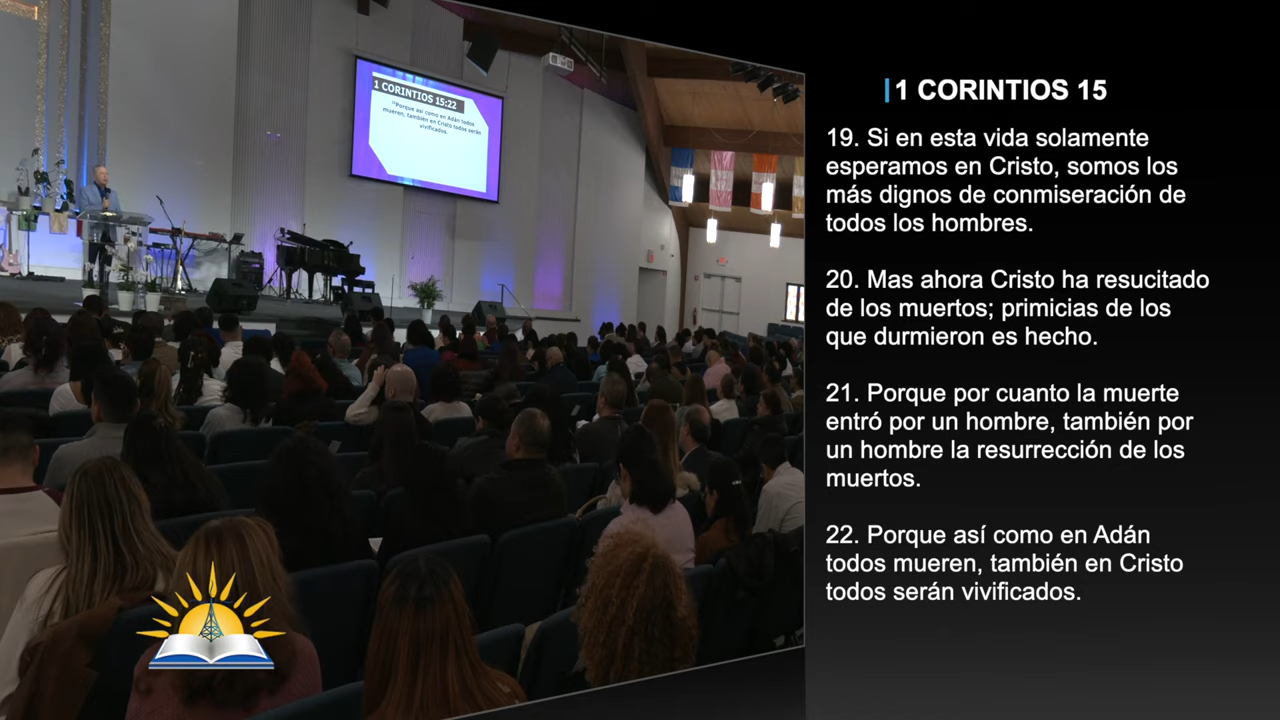 1 CORINTIOS 15:22
"Porque así como en Adán todos
mueren, también en Cristo todos serán
vivificados.
1 CORINTIOS 15
19. Si en esta vida solamente
esperamos en Cristo, somos los
más dignos de conmiseración de
todos los hombres.
20. Mas ahora Cristo ha resucitado
de los muertos; primicias de los
que durmieron es hecho.
21. Porque por cuanto la muerte
entró por un hombre, también por
un hombre la resurrección de los
muertos.
22. Porque así como en Adán
todos mueren, también en Cristo
todos serán vivificados.